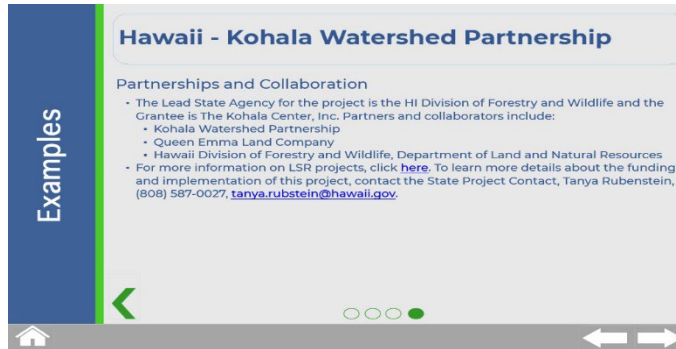 Examples
Hawaii - Kohala Watershed Partnership
Partnerships and Collaboration
• The Lead State Agency for the project is the HI Division of Forestry and Wildlife and the
Grantee is The Kohala Center, Inc. Partners and collaborators include:
• Kohala Watershed Partnership
• Queen Emma Land Company
• Hawaii Division of Forestry and Wildlife, Department of Land and Natural Resources
• For more information on LSR projects, click here. To learn more details about the funding
and implementation of this project, contact the State Project Contact, Tanya Rubenstein,
(808) 587-0027, tanya.rubstein@hawaii.gov.